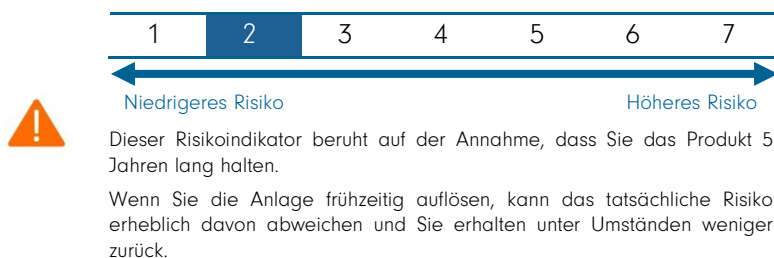 1 2 3 4 5 6 7
Niedrigeres Risiko Höheres Risiko
Dieser Risikoindikator beruht auf der Annahme, dass Sie das Produkt 5
Jahren lang halten.
Wenn Sie die Anlage frühzeitig auflösen, kann das tatsächliche Risiko
erheblich davon abweichen und Sie erhalten unter Umständen weniger
zurück.